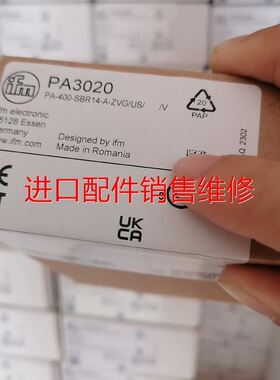 ifm
PA3020
PA-400-SBR14-A-ZVG/US/ /V
ifm electronic
45128 Essen
Germany
www.ifm.com
Designed by ifm
Made in Romania
20
PAP
2302
进口配件销售维修
UK
CA